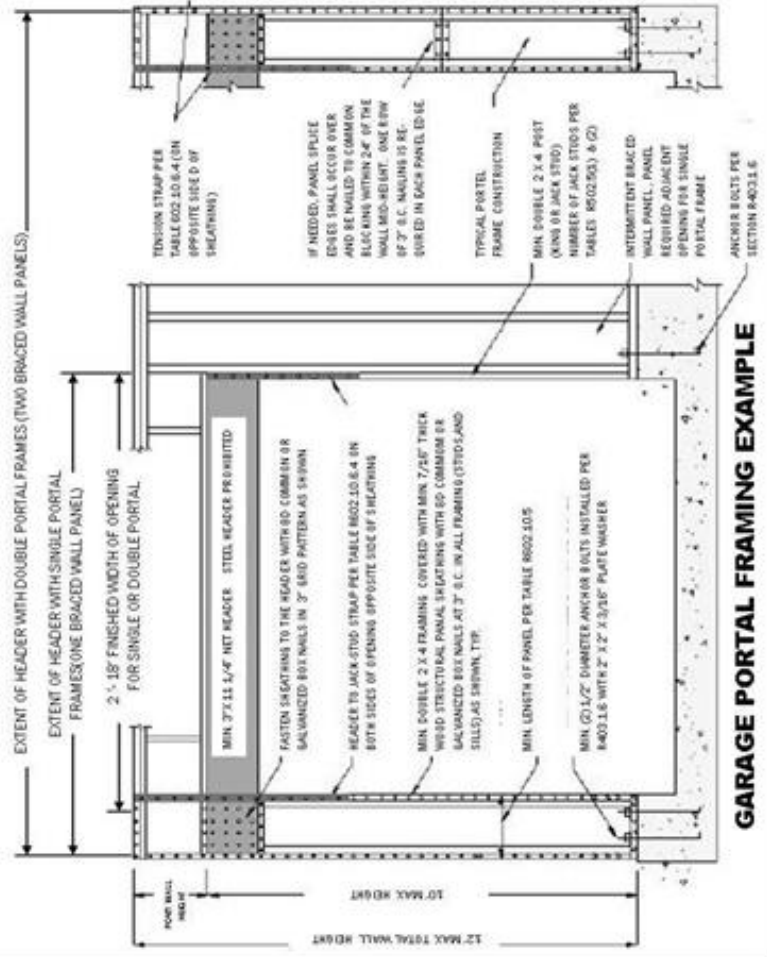 EXTENT OF HEADER WITH DOUBLE PORTAL FRAMES (TWO BRACED WALL PANELS)
EXTENT OF HEADER WITH SINGLE PORTAL
FRAMES(ONE BRACED WALL PANEL)
2'- 18' FINISHED WIDTH OF OPENING
FOR SINGLE OR DOUBLE PORTAL
PONY WALL
HEIGHT
10' MAX HEIGHT
12' MAX TOTAL WALL HEIGHT
MIN. 3" X 11 1/4" NET HEADER STEEL HEADER PROHIBITED
FASTEN SHEATHING TO THE HEADER WITH 8D COMMON OR
GALVANIZED BOX NAILS IN 3" GRID PATTERN AS SHOWN
HEADER TO JACK-STUD STRAP PER TABLE R602.10.6.4 ON
BOTH SIDES OF OPENING OPPOSITE SIDE OF SHEATHING
MIN. DOUBLE 2 X 4 FRAMING COVERED WITH MIN. 7/16" THICK
WOOD STRUCTURAL PANAL SHEATHING WITH 8D COMMOM OR
GALVANIZED BOX NAILS AT 3" O.C. IN ALL FRAMING (STUDS,AND
SILLS) AS SHOWN, TYP.
MIN. LENGTH OF PANEL PER TABLE R602.10.5
MIN. (2) 1/2" DIAMETER ANCHOR BOLTS INSTALLED PER
R403.1.6 WITH 2" X 2" X 3/16" PLATE WASHER
TENSION STRAP PER
TABLE 602.10.6.4 (ON
OPPOSITE SIDED OF
SHEATHING)
IF NEEDED, PANEL SPLICE
EDGES SHALL OCCUR OVER
AND BE NAILED TO COMMON
BLOCKING WITHIN 24" OF THE
WALL MID-HEIGHT. ONE ROW
OF 3" O.C. NAILING IS RE-
QUIRED IN EACH PANEL EDGE.
TYPICAL PORTEL
FRAME CONSTRUCTION
MIN. DOUBLE 2 X 4 POST
(KING OR JACK STUD)
NUMBER OF JACK STUDS PER
TABLES R502.5(1) & (2)
INTERMITTENT BRACED
WALL PANEL. PANEL
REQUIRED ADJACENT
OPENING FOR SINGLE
PORTAL FRAME
ANCHOR BOLTS PER
SECTION R403.1.6
GARAGE PORTAL FRAMING EXAMPLE